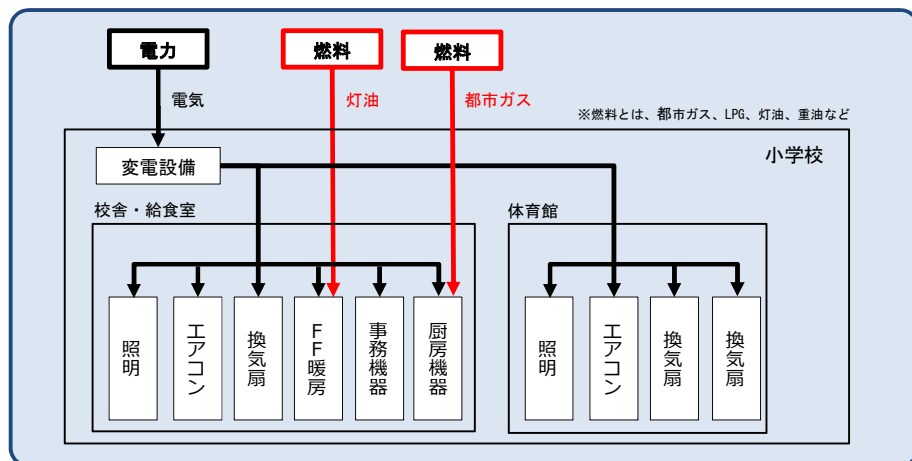 電力
燃料
燃料
電気
灯油
都市ガス
※燃料とは、都市ガス、LPG、灯油、重油など
小学校
変電設備
校舎・給食室
体育館
照明
エアコン
換気扇
FF暖房
事務機器
厨房機器
照明
エアコン
換気扇
換気扇